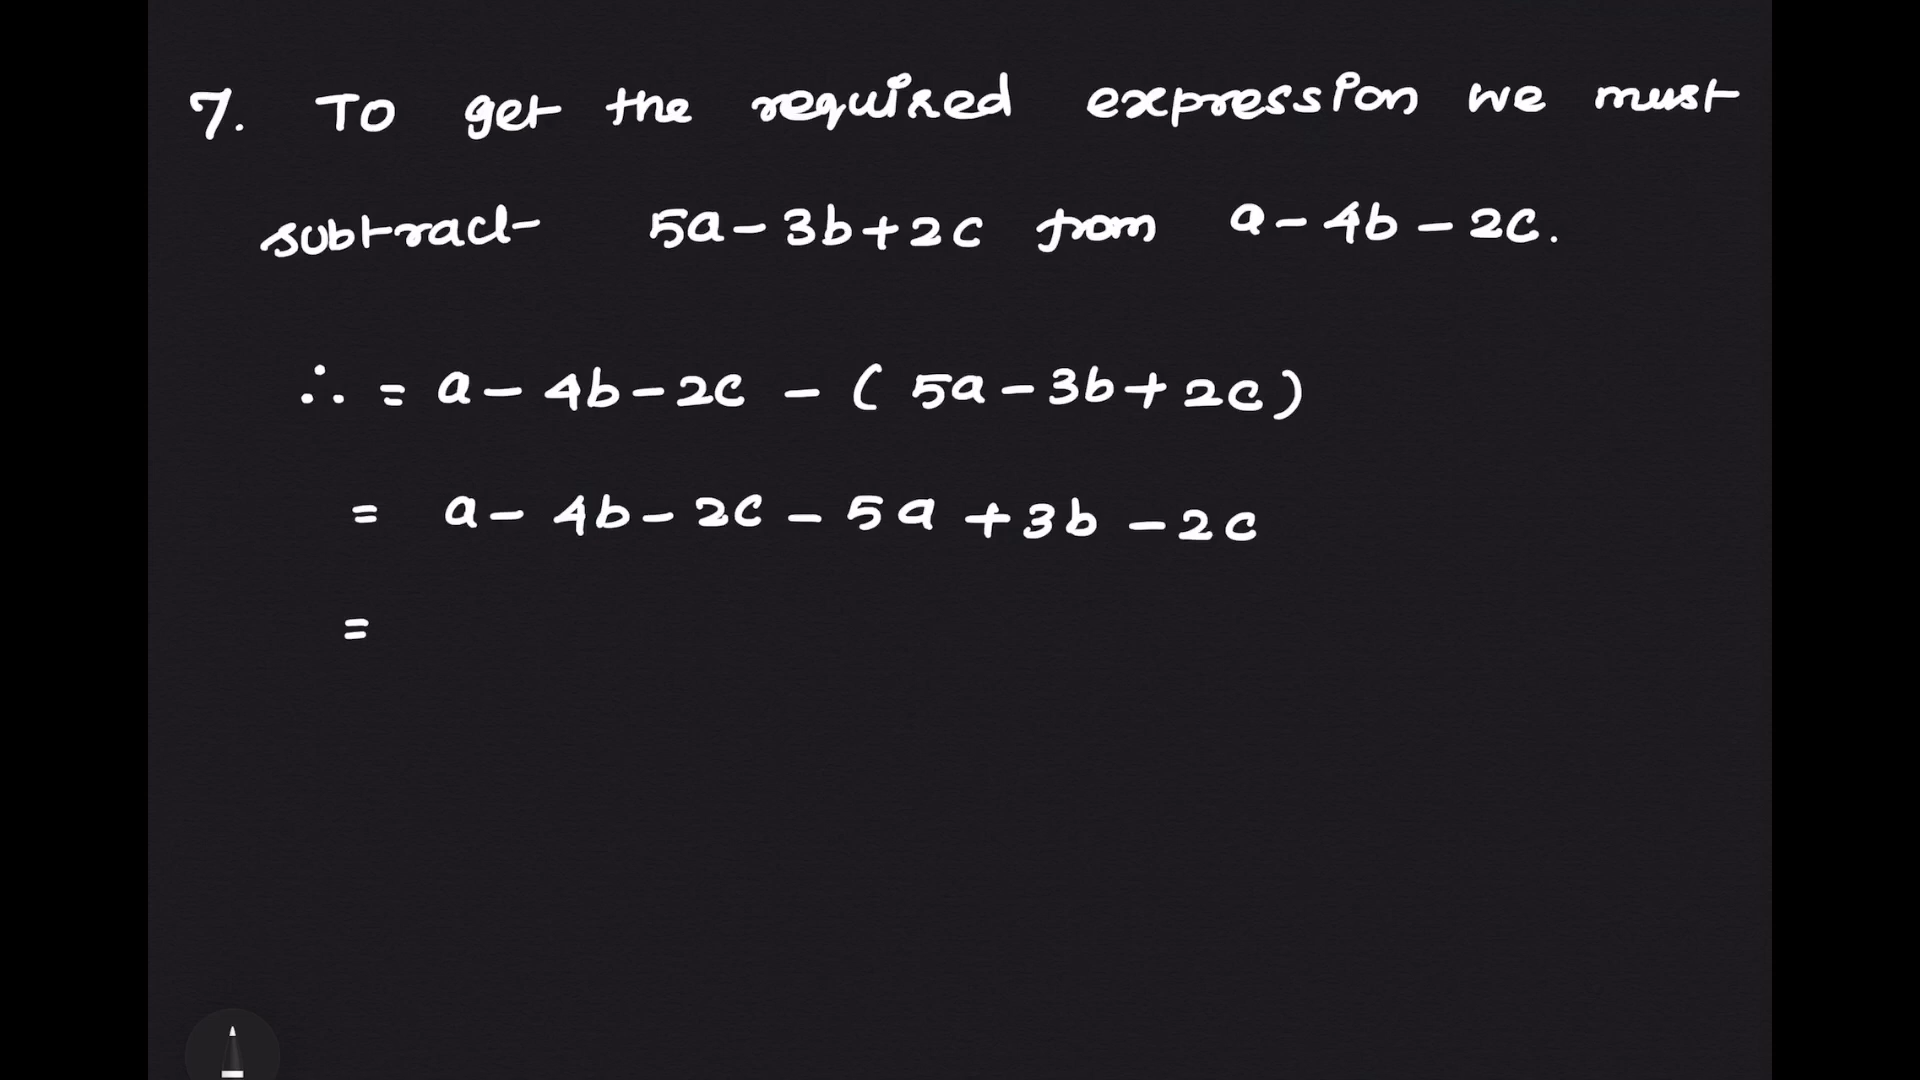 7. To get the required expression we must
subtract 5a-3b+2c from a-4b-2c.
∴ = a-4b-2c - (5a-3b+2c)
= a-4b-2c-5a+3b-2c
=